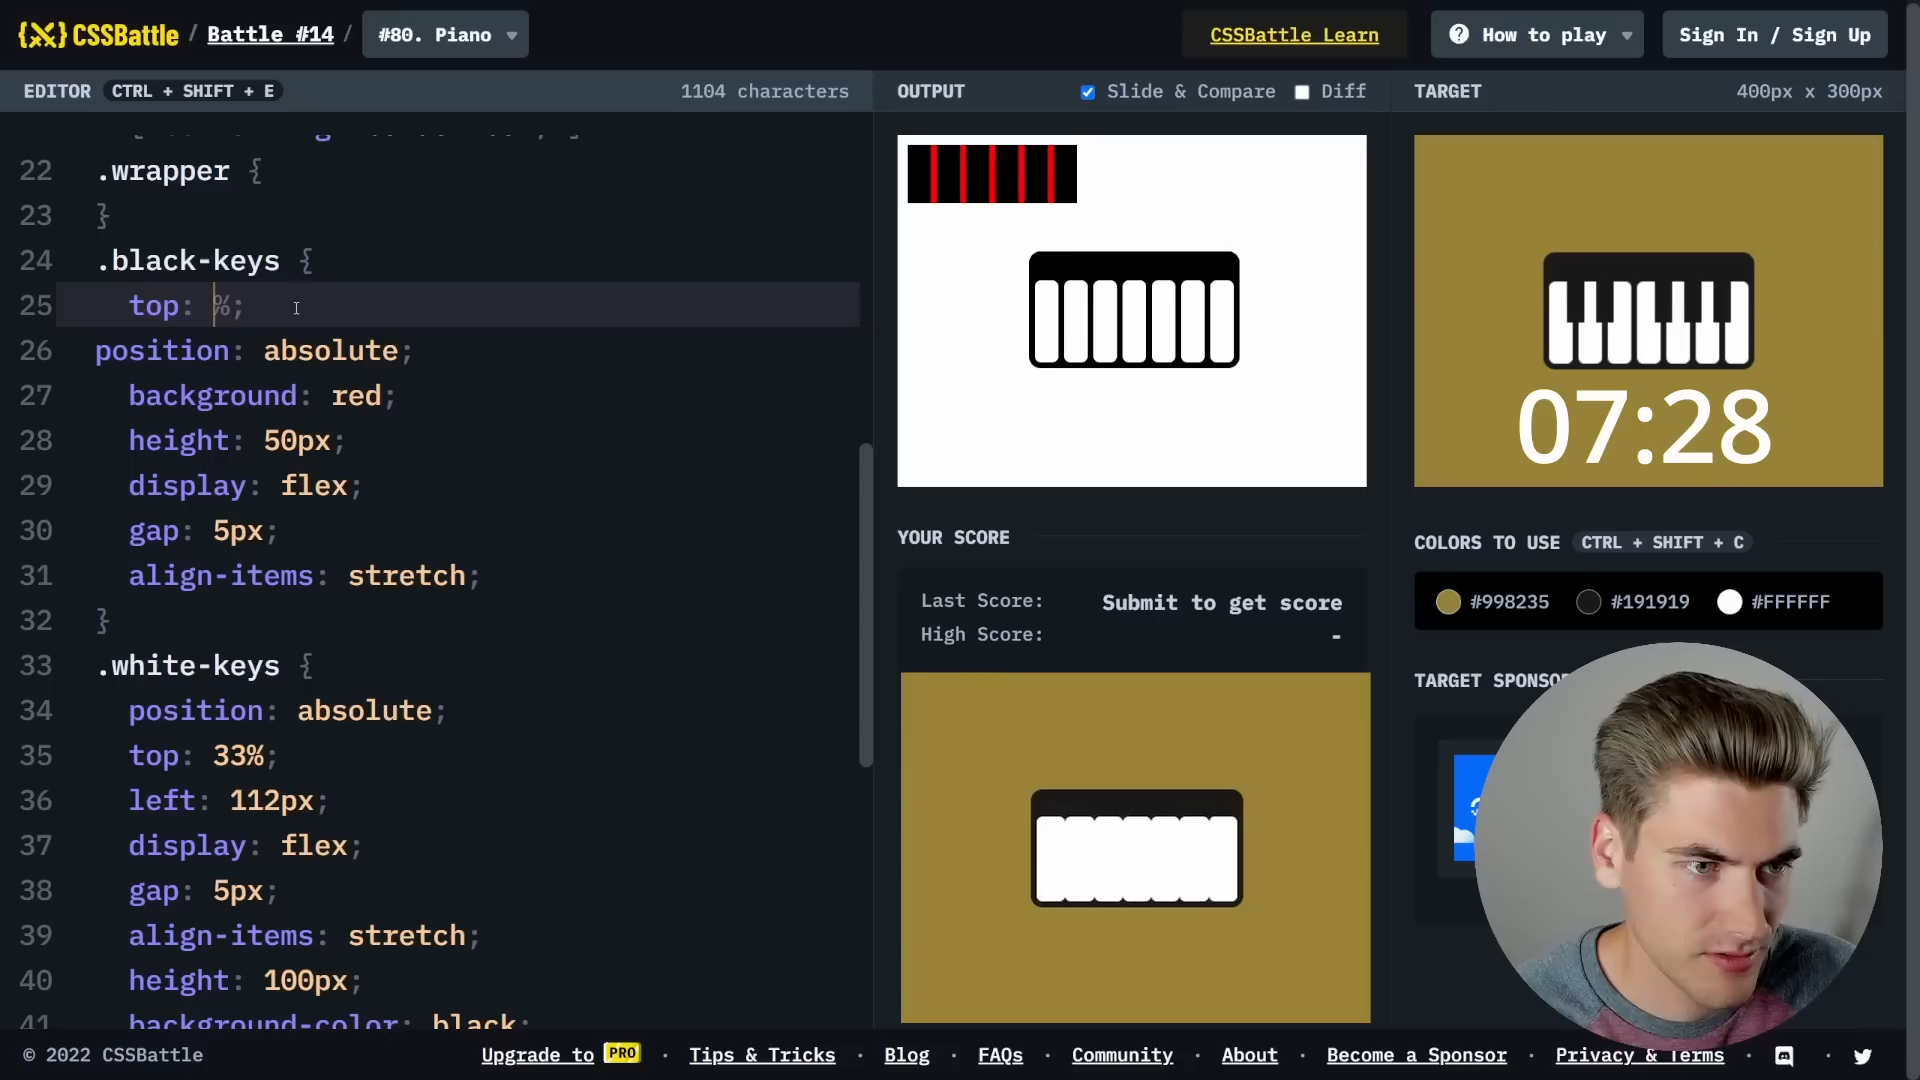 {X} CSSBattle / Battle #14 / #80. Piano
CSSBattle Learn
How to play
Sign In / Sign Up
EDITOR CTRL + SHIFT + E 1104 characters
OUTPUT Slide & Compare Diff
TARGET 400px x 300px
22 .wrapper {
23 }
24 .black-keys {
25 top: %;
26 position: absolute;
27 background: red;
28 height: 50px;
29 display: flex;
30 gap: 5px;
31 align-items: stretch;
32 }
33 .white-keys {
34 position: absolute;
35 top: 33%;
36 left: 112px;
37 display: flex;
38 gap: 5px;
39 align-items: stretch;
40 height: 100px;
41 background-color: black;
07:28
YOUR SCORE
Last Score: Submit to get score
High Score: -
COLORS TO USE CTRL + SHIFT + C
#998235 #191919 #FFFFFF
TARGET SPONSO
© 2022 CSSBattle
Upgrade to PRO · Tips & Tricks · Blog · FAQs · Community · About · Become a Sponsor · Privacy & Terms · ·